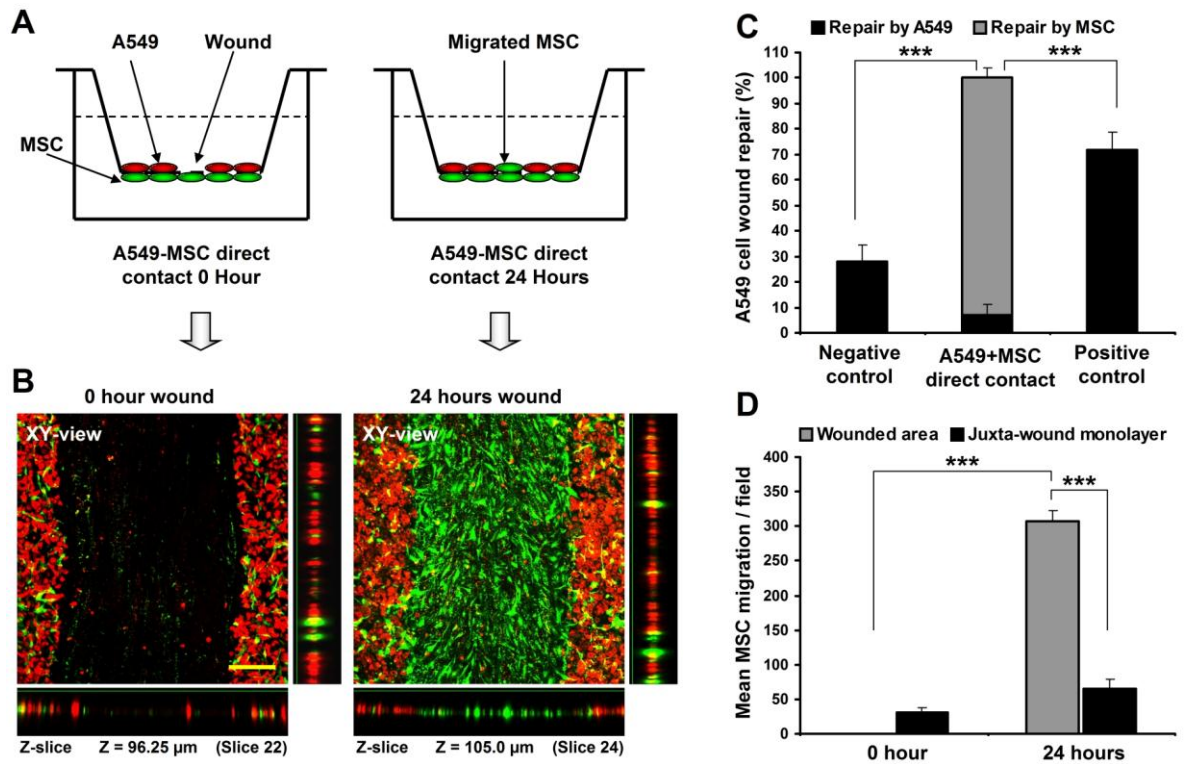 A
A549
Wound
Migrated MSC
MSC
A549-MSC direct
contact 0 Hour
A549-MSC direct
contact 24 Hours
B
0 hour wound
24 hours wound
XY-view
XY-view
Z-slice
Z = 96.25 µm
(Slice 22)
Z-slice
Z = 105.0 µm
(Slice 24)
C
Repair by A549
Repair by MSC
A549 cell wound repair (%)
110
100
90
80
70
60
50
40
30
20
10
0
***
***
Negative
control
A549+MSC
direct contact
Positive
control
D
Wounded area
Juxta-wound monolayer
Mean MSC migration / field
400
350
300
250
200
150
100
50
0
***
***
0 hour
24 hours